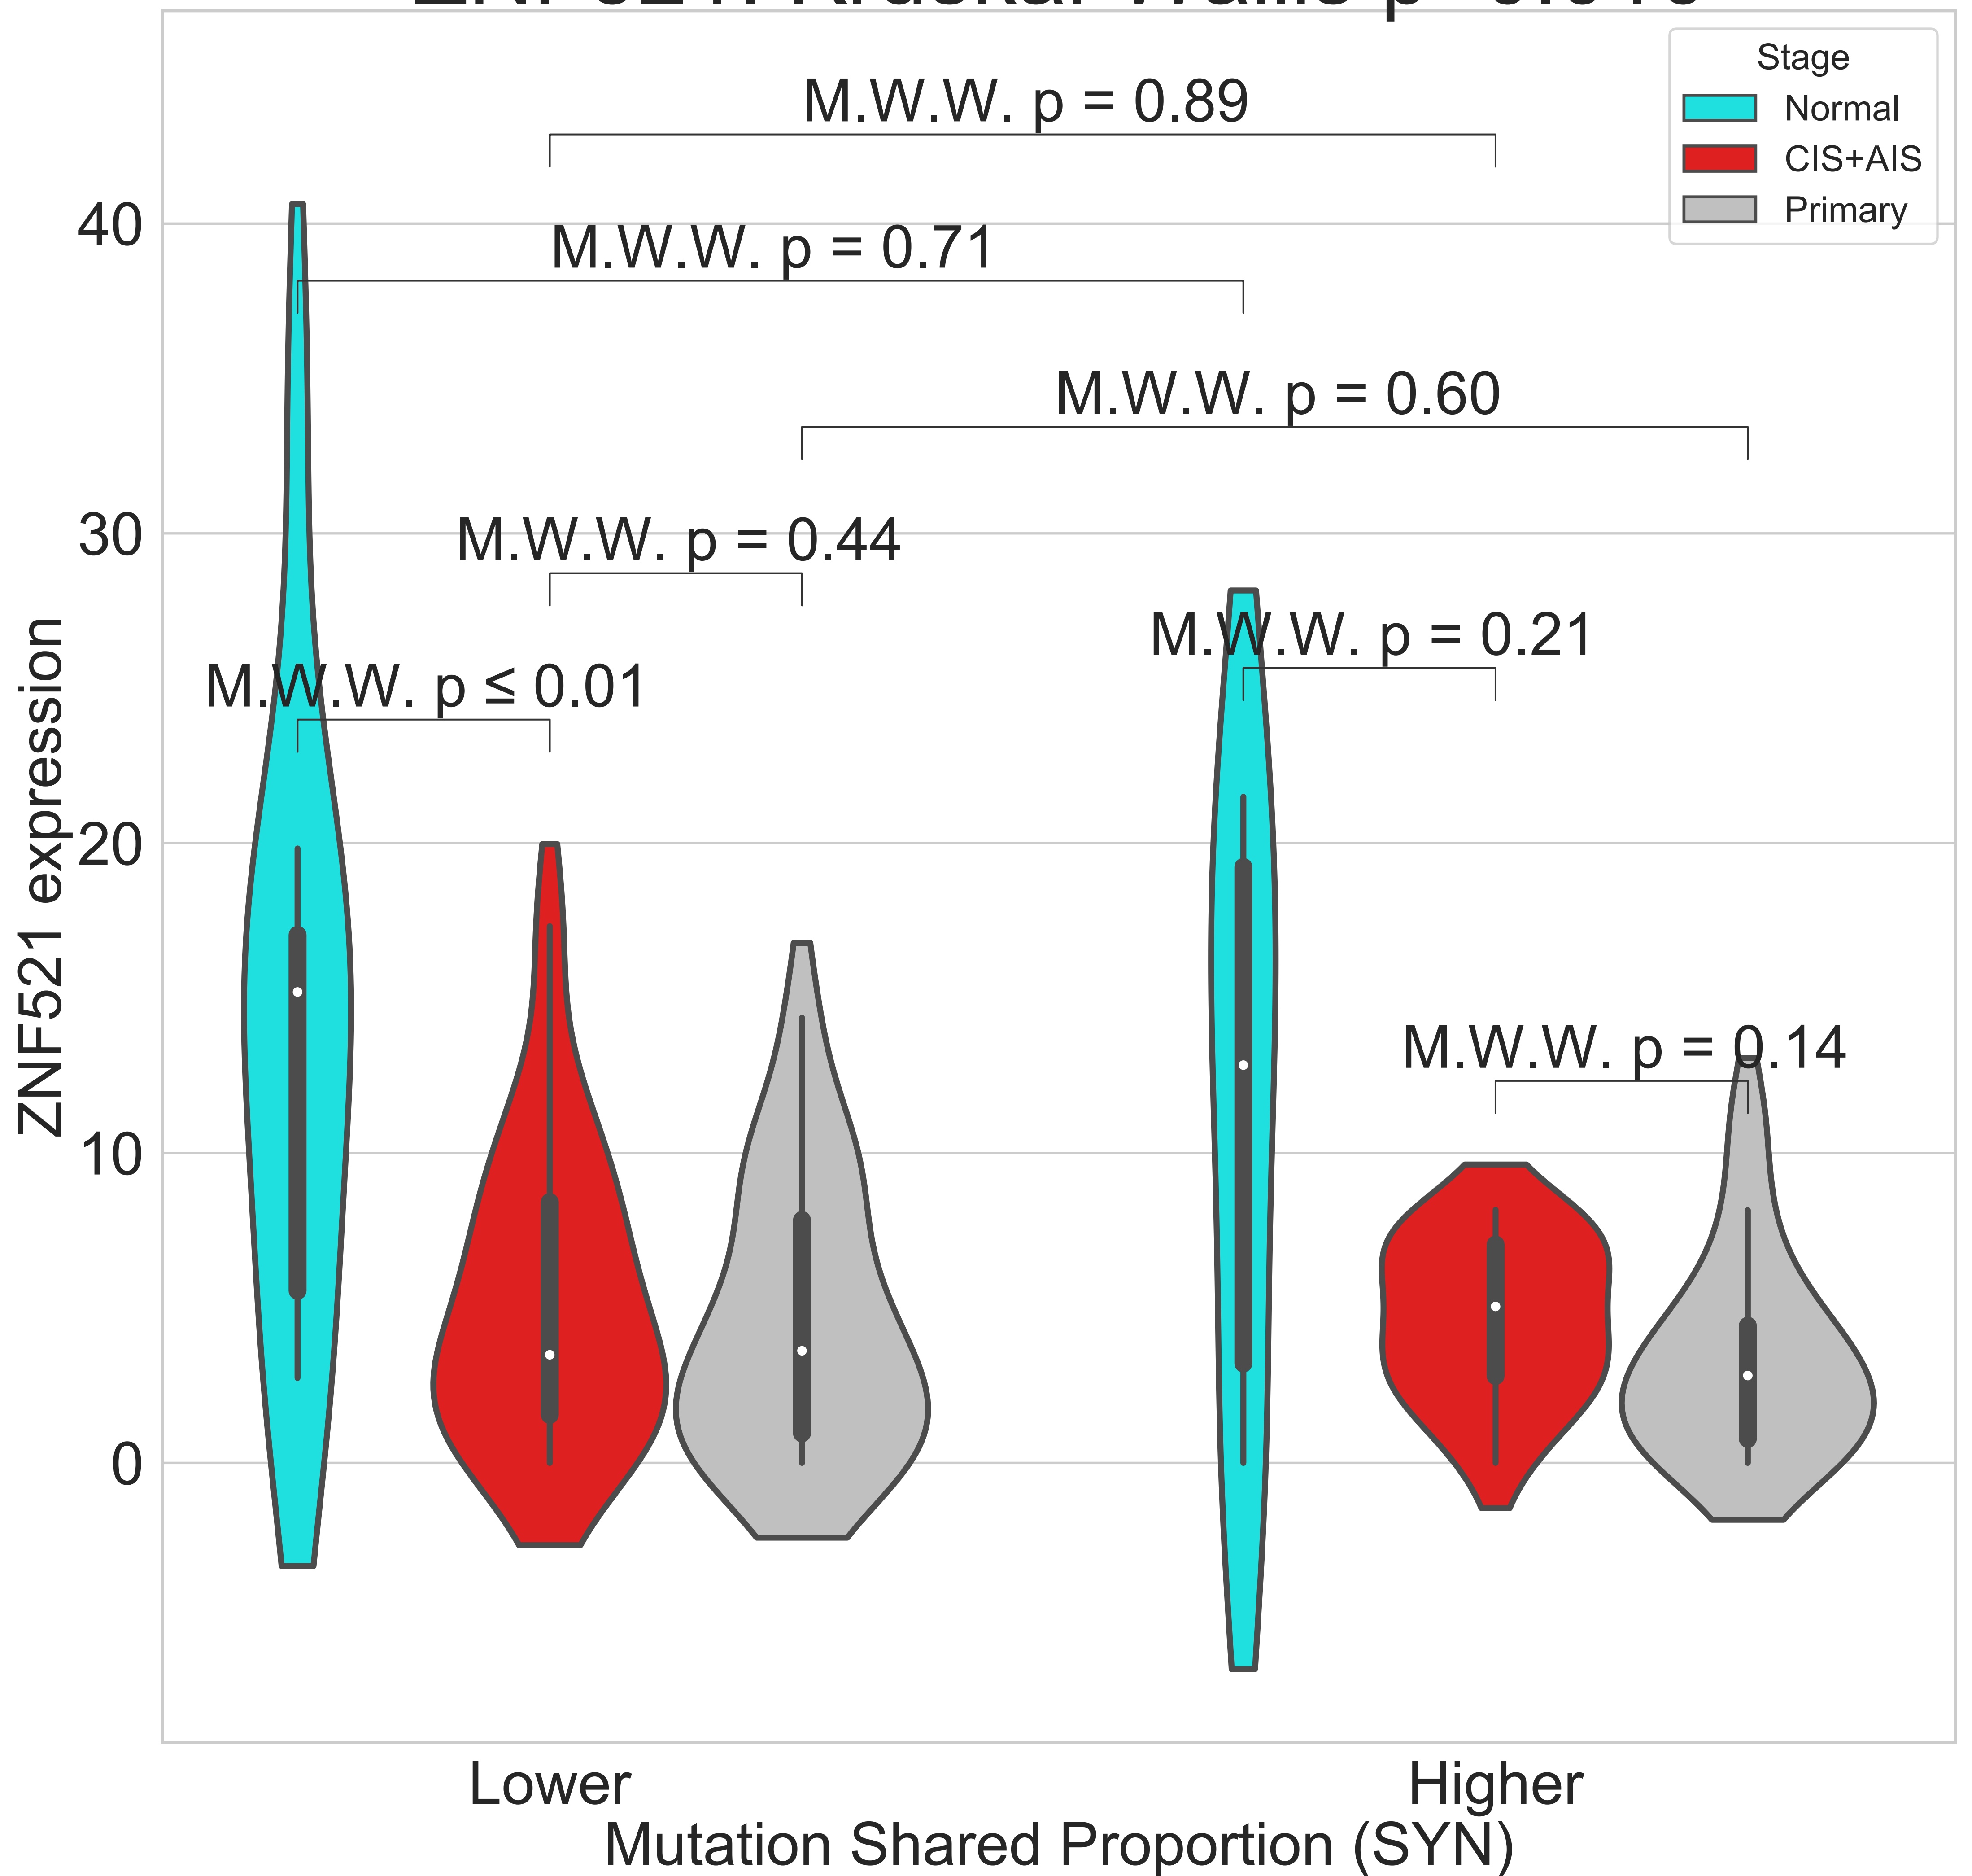 Stage
Normal
CIS+AIS
Primary
M.W.W. p = 0.89
M.W.W. p = 0.71
M.W.W. p = 0.60
M.W.W. p = 0.44
M.W.W. p = 0.21
M.W.W. p ≤ 0.01
M.W.W. p = 0.14
40
30
20
10
0
ZNF521 expression
Lower
Higher
Mutation Shared Proportion (SYN)